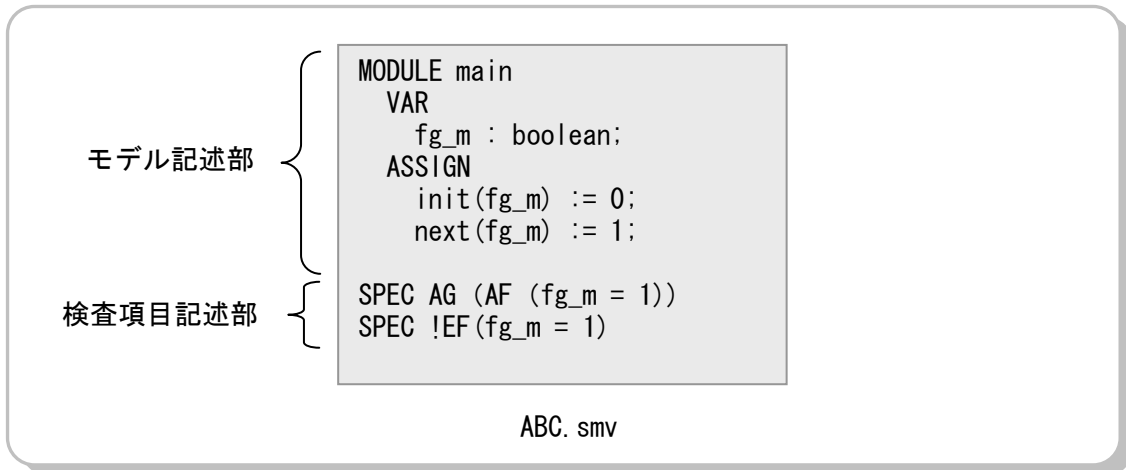 モデル記述部
MODULE main
VAR
fg_m : boolean;
ASSIGN
init(fg_m) := 0;
next(fg_m) := 1;
検査項目記述部
SPEC AG (AF (fg_m = 1))
SPEC !EF(fg_m = 1)
ABC.smv